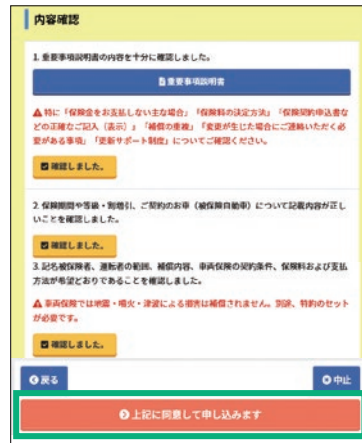 内容確認
1. 重要事項説明書の内容を十分に確認しました。
重要事項説明書
特に「保険金をお支払しない主な場合」「保険料の決定方法」「保険契約申込書な
どの正確なご記入（表示）」「補償の重複」「変更が生じた場合にご連絡いただく必
要がある事項」「更新サポート制度」についてご確認ください。
確認しました。
2. 保険期間や等級・割増引、ご契約のお車（被保険自動車）について記載内容が正し
いことを確認しました。
確認しました。
3. 記名被保険者、運転者の範囲、補償内容、車両保険の契約条件、保険料および支払
方法が希望どおりであることを確認しました。
車両保険では地震・噴火・津波による損害は補償されません。別途、特約のセット
が必要です。
確認しました。
戻る
中止
上記に同意して申し込みます